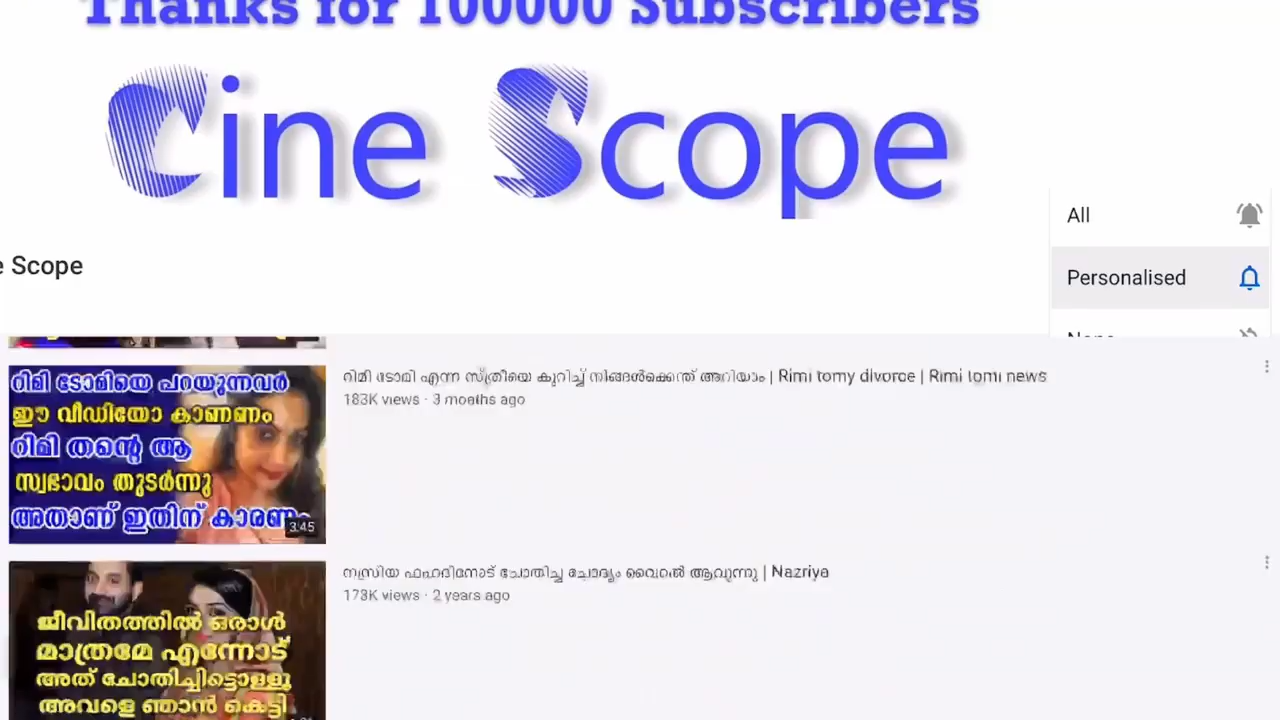 Thanks for 100000 Subscribers
Cine Scope
e Scope
All
Personalised
None
റിമി ടോമിയെ പറയുന്നവർ
ഈ വീഡിയോ കാണണം
റിമി തന്റെ ആ
സ്വഭാവം തുടർന്നു
അതാണ് ഇതിന് കാരണം
3:45
റിമി ടോമി എന്ന സ്ത്രീയെ കുറിച്ച് നിങ്ങൾക്കെന്ത് അറിയാം | Rimi tomy divorce | Rimi tomi news
183K views · 3 months ago
ജീവിതത്തിൽ ഒരാൾ
മാത്രമേ എന്നോട്
അത് ചോതിച്ചിട്ടൊള്ളൂ
അവളെ ഞാൻ കെട്ടി
നസ്രിയ ഫഹദിനോട് ചോതിച്ച ചോദ്യം വൈറൽ ആവുന്നു | Nazriya
173K views · 2 years ago